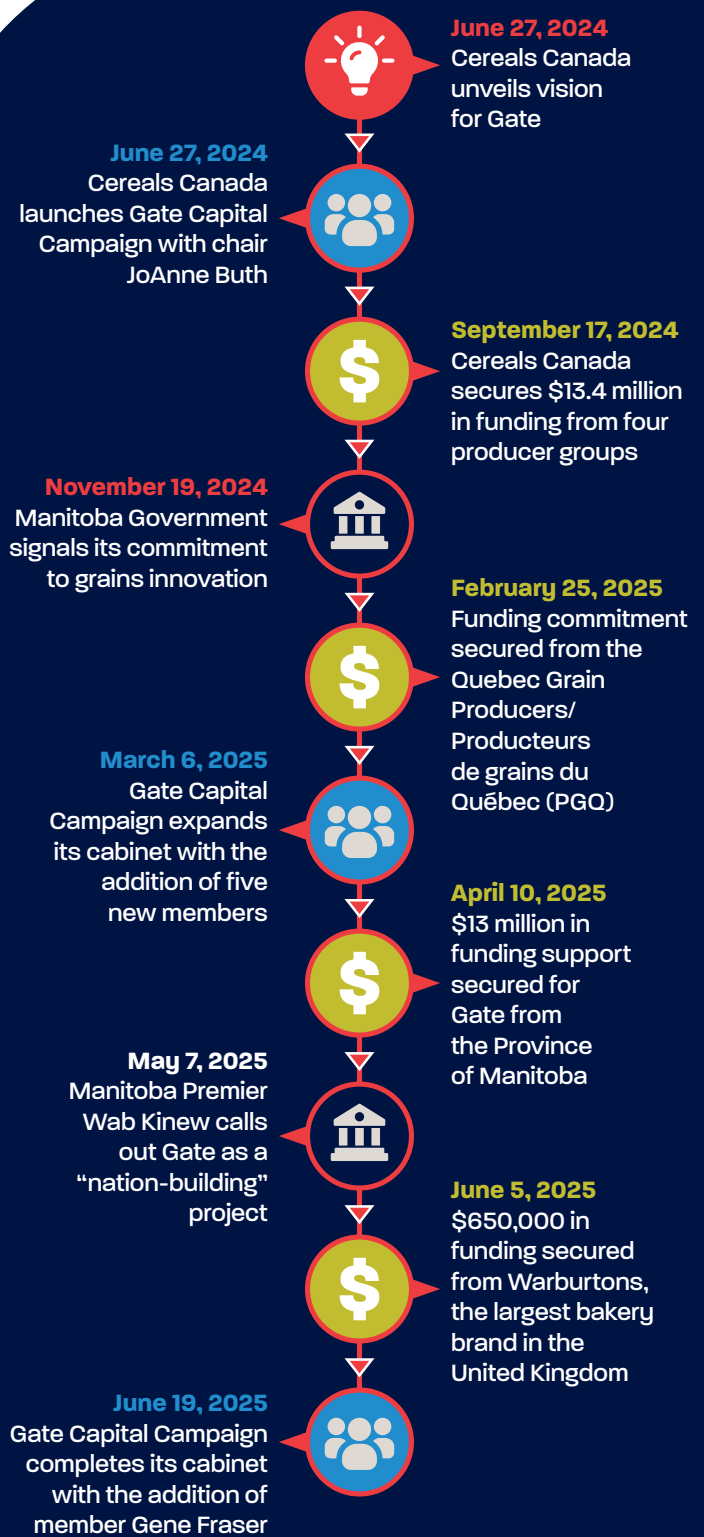 June 27, 2024
Cereals Canada
unveils vision
for Gate
June 27, 2024
Cereals Canada
launches Gate Capital
Campaign with chair
JoAnne Buth
September 17, 2024
Cereals Canada
secures $13.4 million
in funding from four
producer groups
November 19, 2024
Manitoba Government
signals its commitment
to grains innovation
February 25, 2025
Funding commitment
secured from the
Quebec Grain
Producers/
Producteurs
de grains du
Québec (PGQ)
March 6, 2025
Gate Capital
Campaign expands
its cabinet with the
addition of five
new members
April 10, 2025
$13 million in
funding support
secured for
Gate from
the Province
of Manitoba
May 7, 2025
Manitoba Premier
Wab Kinew calls
out Gate as a
“nation-building”
project
June 5, 2025
$650,000 in
funding secured
from Warburtons,
the largest bakery
brand in the
United Kingdom
June 19, 2025
Gate Capital Campaign
completes its cabinet
with the addition of
member Gene Fraser